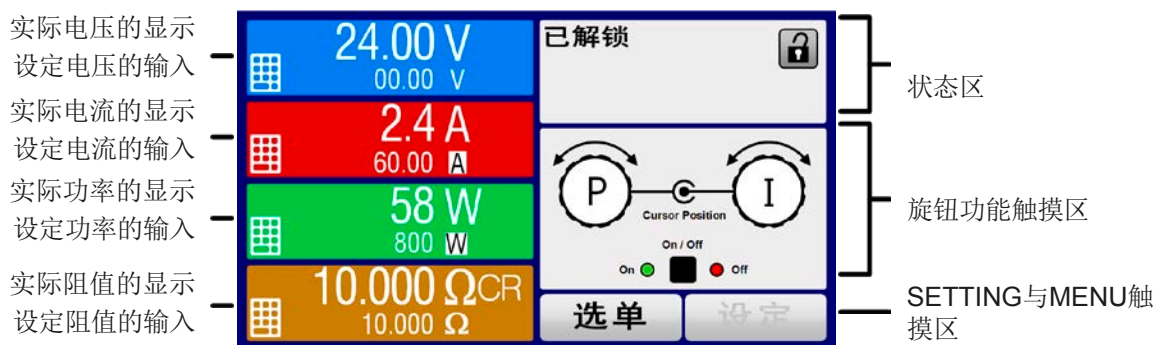 实际电压的显示
设定电压的输入
实际电流的显示
设定电流的输入
实际功率的显示
设定功率的输入
实际阻值的显示
设定阻值的输入
24.00 V
00.00 V
2.4 A
60.00 A
58 W
800 W
10.000 ΩCR
10.000 Ω
已解锁
P
I
Cursor Position
On / Off
On
Off
选单
设定
状态区
旋钮功能触摸区
SETTING与MENU触
摸区